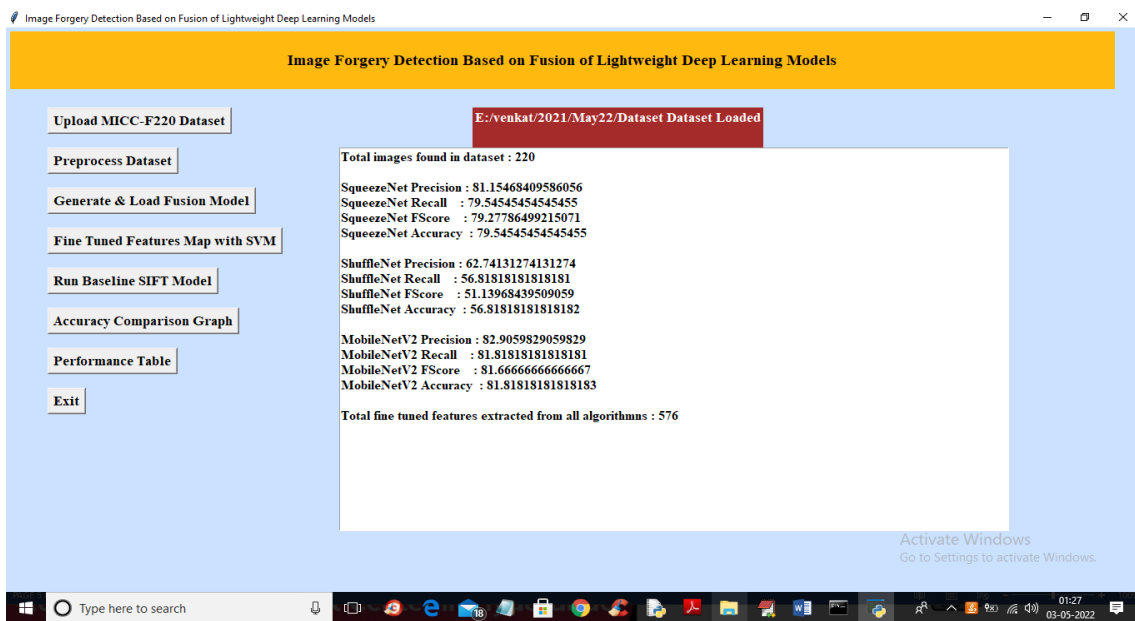 Image Forgery Detection Based on Fusion of Lightweight Deep Learning Models
Image Forgery Detection Based on Fusion of Lightweight Deep Learning Models
Upload MICC-F220 Dataset
Preprocess Dataset
Generate & Load Fusion Model
Fine Tuned Features Map with SVM
Run Baseline SIFT Model
Accuracy Comparison Graph
Performance Table
Exit
E:/venkat/2021/May22/Dataset Dataset Loaded
Total images found in dataset : 220
SqueezeNet Precision : 81.15468409586056
SqueezeNet Recall : 79.54545454545455
SqueezeNet FScore : 79.27786499215071
SqueezeNet Accuracy : 79.54545454545455
ShuffleNet Precision : 62.74131274131274
ShuffleNet Recall : 56.81818181818181
ShuffleNet FScore : 51.13968439509059
ShuffleNet Accuracy : 56.81818181818182
MobileNetV2 Precision : 82.9059829059829
MobileNetV2 Recall : 81.81818181818181
MobileNetV2 FScore : 81.66666666666667
MobileNetV2 Accuracy : 81.81818181818183
Total fine tuned features extracted from all algorithmns : 576
Activate Windows
Go to Settings to activate Windows.
Type here to search
18
01:27
03-05-2022